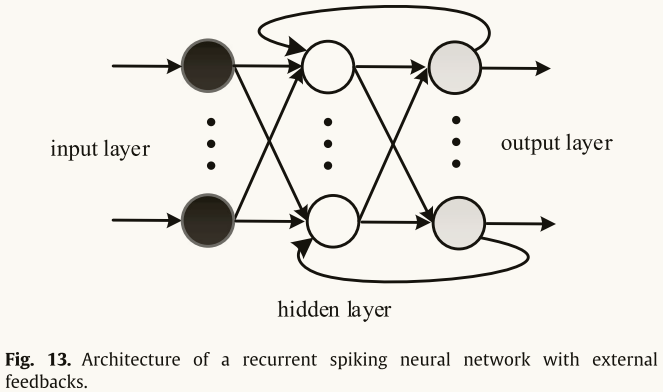 input layer
output layer
hidden layer
Fig. 13. Architecture of a recurrent spiking neural network with external
feedbacks.